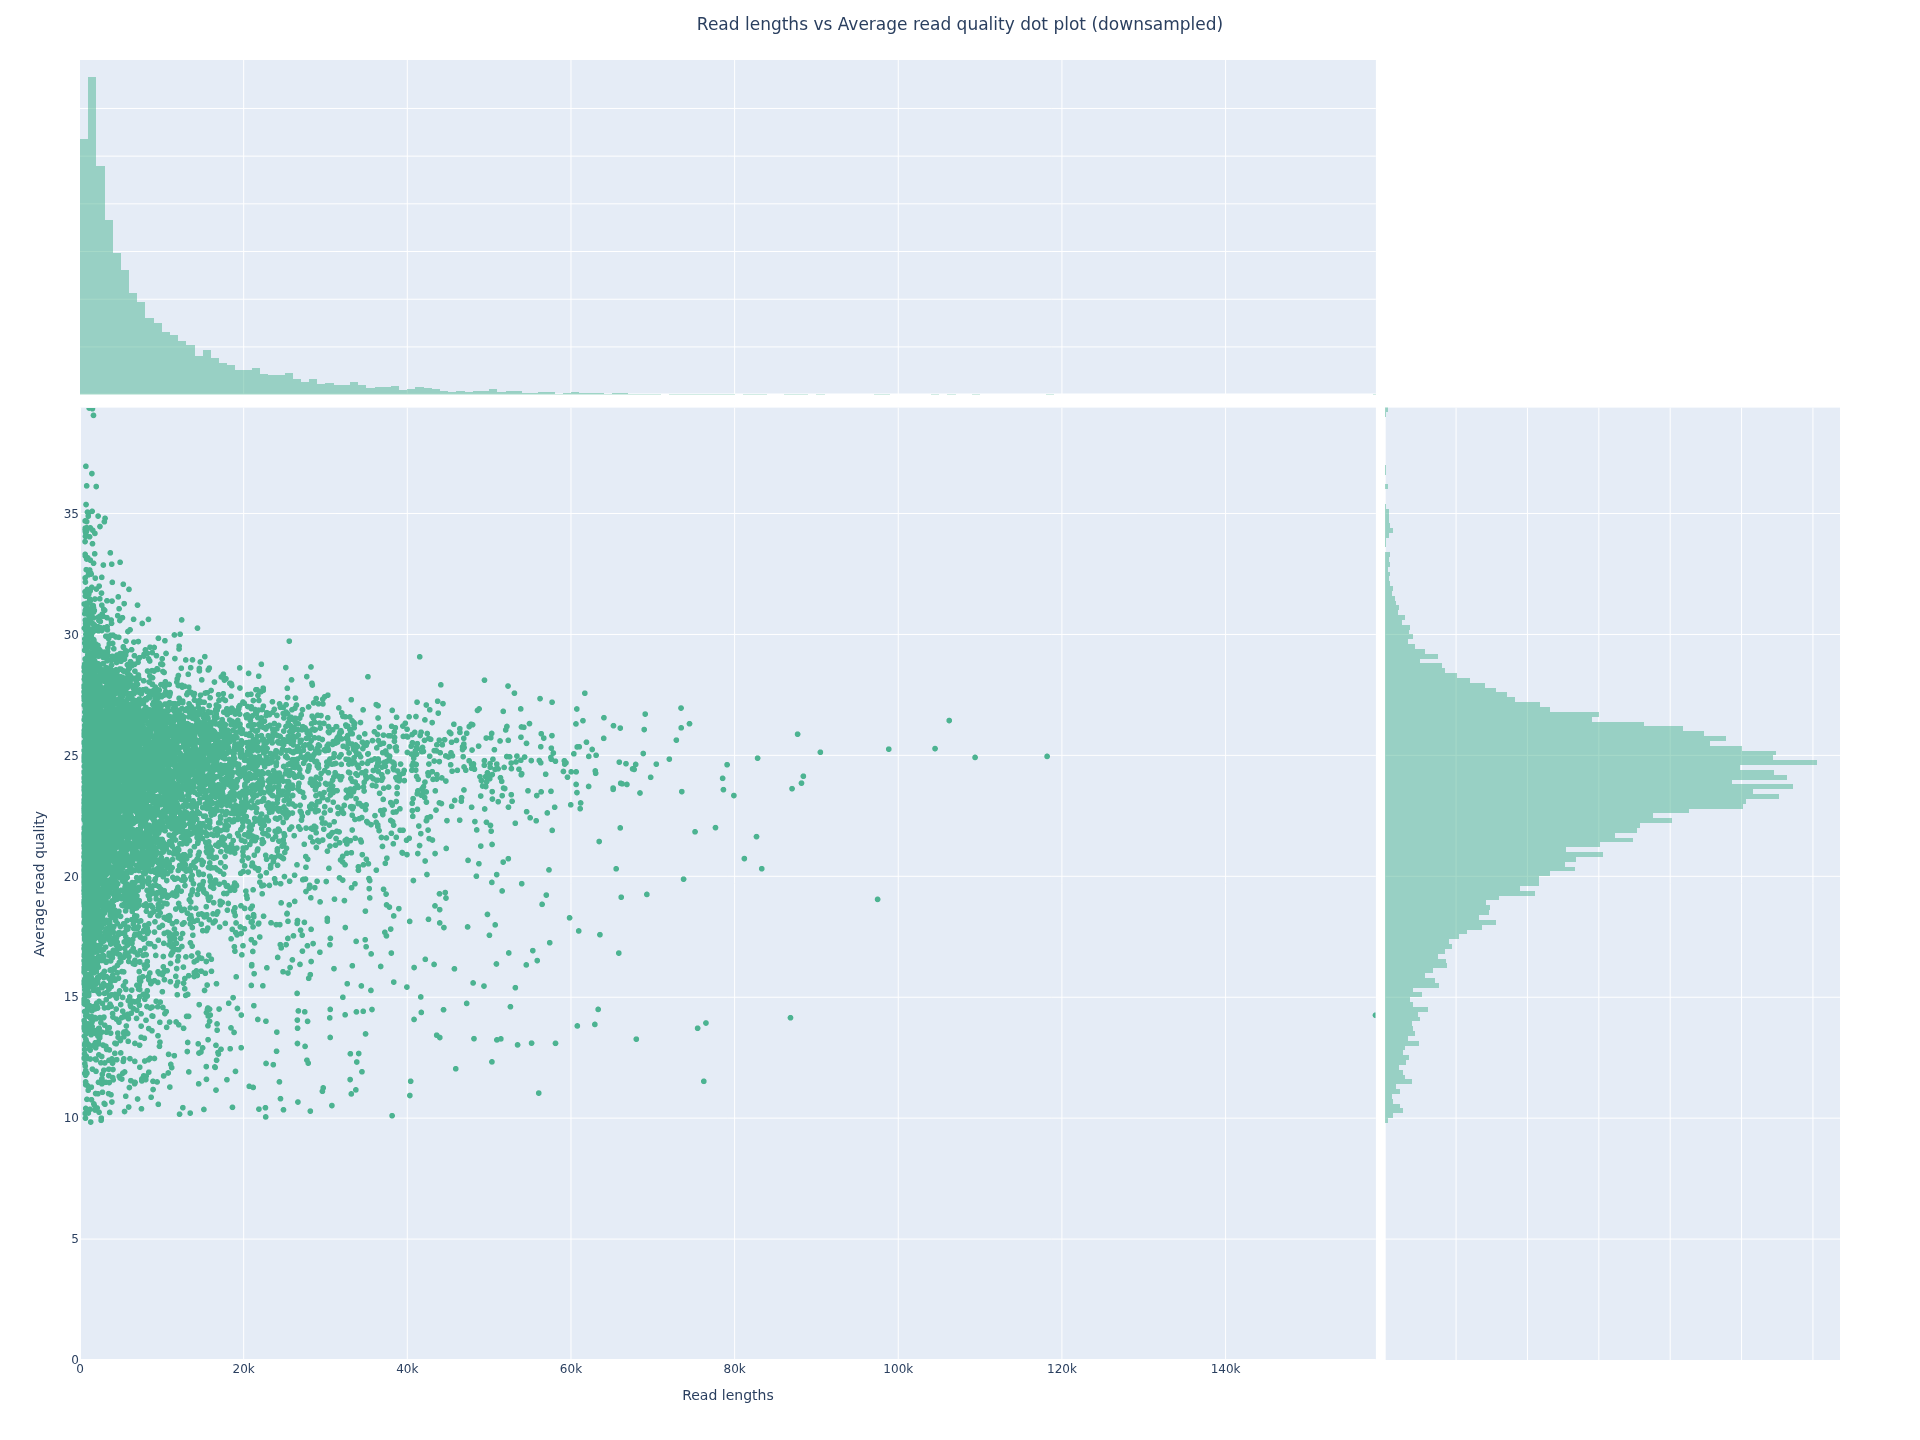 Read lengths vs Average read quality dot plot (downsampled)
35
30
25
20
15
10
5
0
Average read quality
0
20k
40k
60k
80k
100k
120k
140k
Read lengths